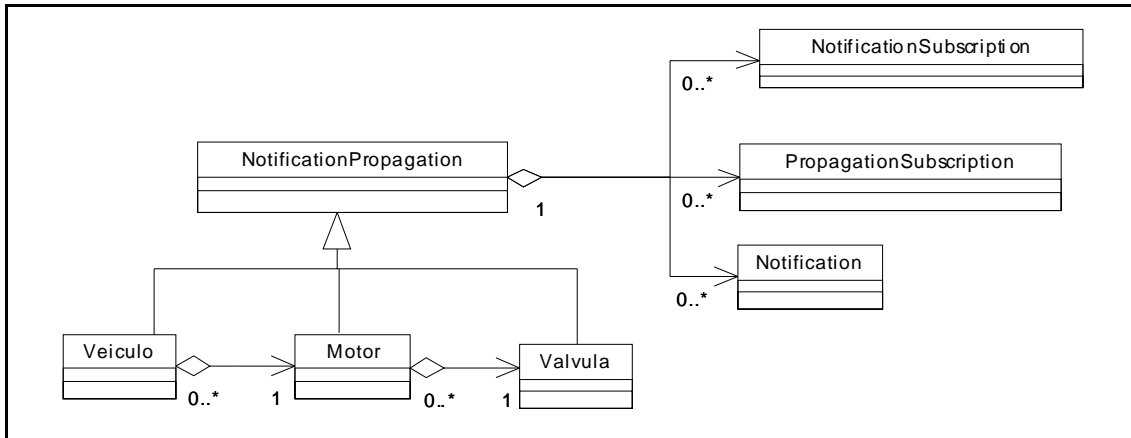 NotificationSubscription
0..*
NotificationPropagation
PropagationSubscription
1
0..*
Notification
0..*
Veiculo
Motor
Valvula
0..*
1
0..*
1